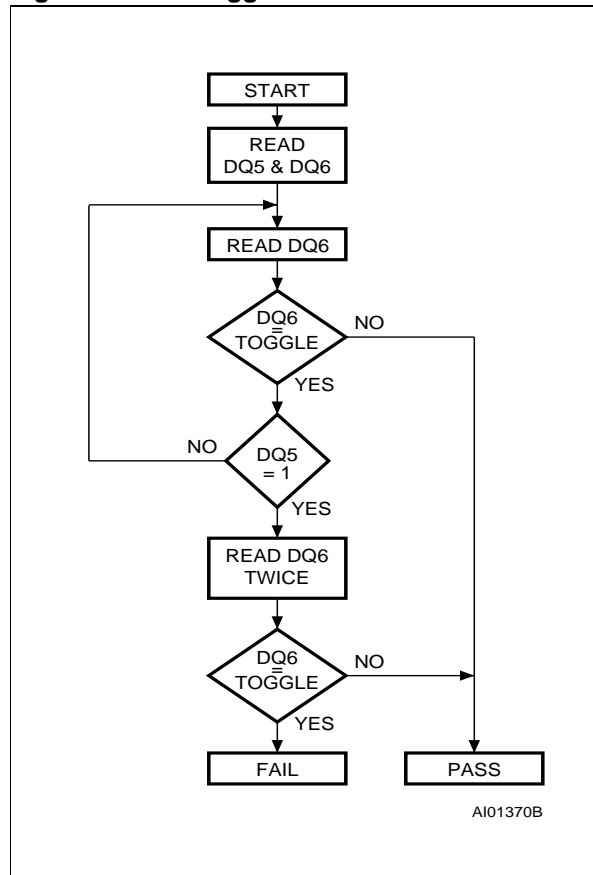 START
READ
DQ5 & DQ6
READ DQ6
DQ6
=
TOGGLE
NO
YES
NO
DQ5
= 1
YES
READ DQ6
TWICE
DQ6
=
TOGGLE
NO
YES
FAIL
PASS
AI01370B